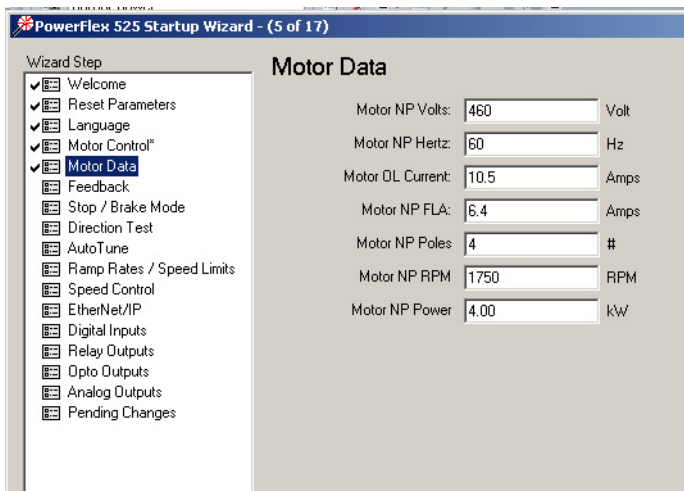 PowerFlex 525 Startup Wizard - (5 of 17)
Wizard Step
Welcome
Reset Parameters
Language
Motor Control*
Motor Data
Feedback
Stop / Brake Mode
Direction Test
AutoTune
Ramp Rates / Speed Limits
Speed Control
EtherNet/IP
Digital Inputs
Relay Outputs
Opto Outputs
Analog Outputs
Pending Changes
Motor Data
Motor NP Volts: 460 Volt
Motor NP Hertz: 60 Hz
Motor OL Current: 10.5 Amps
Motor NP FLA: 6.4 Amps
Motor NP Poles 4 #
Motor NP RPM 1750 RPM
Motor NP Power 4.00 kW